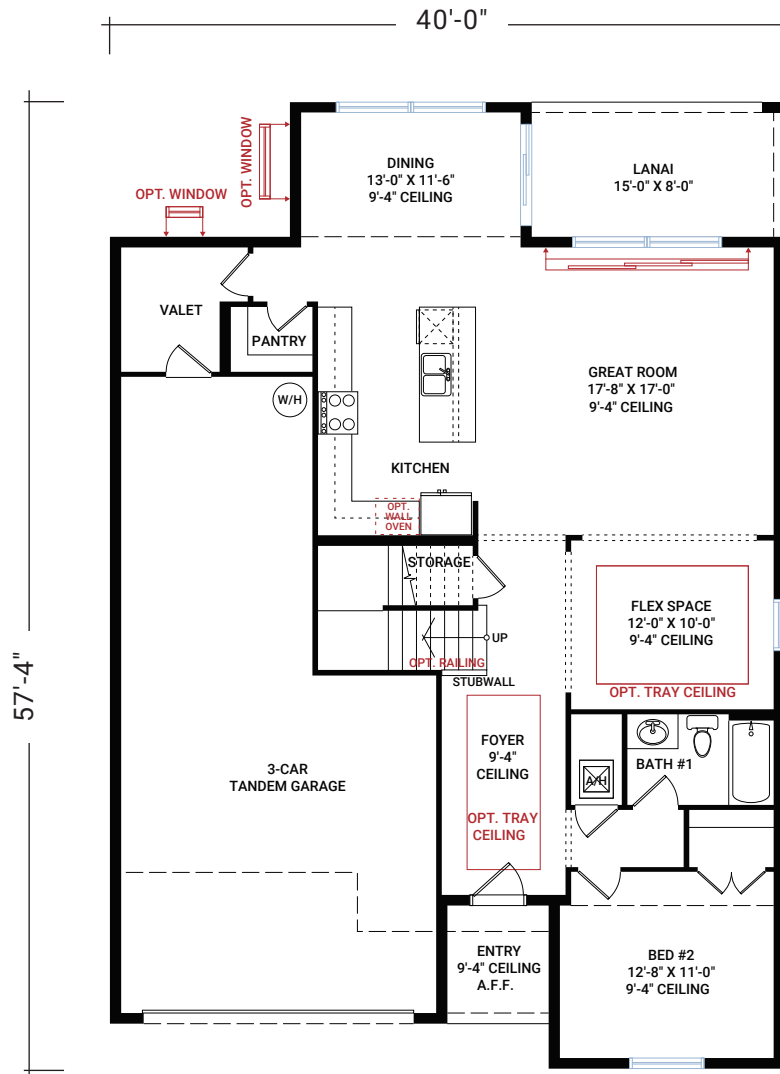 40'-0"
57'-4"
OPT. WINDOW
OPT. WINDOW
DINING
13'-0" X 11'-6"
9'-4" CEILING
LANAI
15'-0" X 8'-0"
VALET
PANTRY
W/H
GREAT ROOM
17'-8" X 17'-0"
9'-4" CEILING
KITCHEN
OPT.
WALL
OVEN
STORAGE
UP
OPT. RAILING
STUBWALL
FLEX SPACE
12'-0" X 10'-0"
9'-4" CEILING
OPT. TRAY CEILING
FOYER
9'-4"
CEILING
OPT. TRAY
CEILING
A/H
BATH #1
3-CAR
TANDEM GARAGE
ENTRY
9'-4" CEILING
A.F.F.
BED #2
12'-8" X 11'-0"
9'-4" CEILING